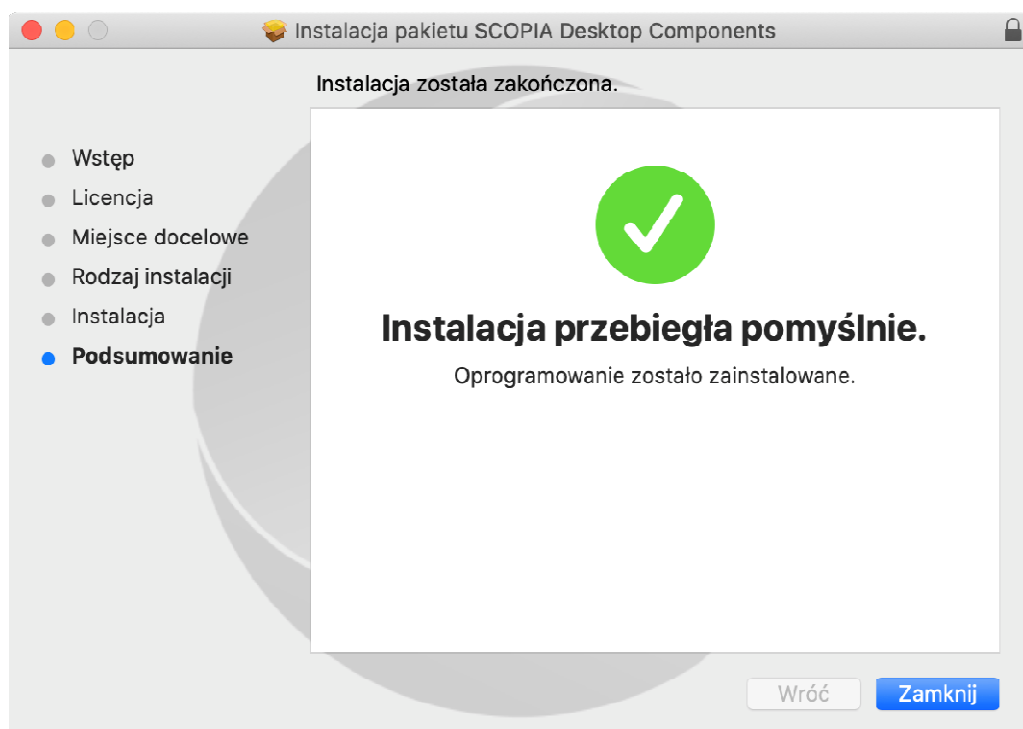 Instalacja pakietu SCOPIA Desktop Components
Instalacja została zakończona.
Wstęp
Licencja
Miejsce docelowe
Rodzaj instalacji
Instalacja
Podsumowanie
Instalacja przebiegła pomyślnie.
Oprogramowanie zostało zainstalowane.
Wróć
Zamknij